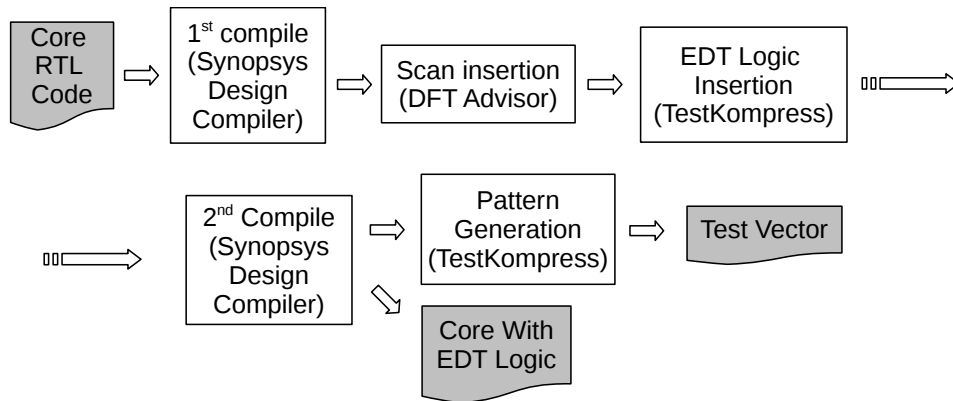 Core
RTL
Code
1st compile
(Synopsys
Design
Compiler)
Scan insertion
(DFT Advisor)
EDT Logic
Insertion
(TestKompress)
2nd Compile
(Synopsys
Design
Compiler)
Pattern
Generation
(TestKompress)
Test Vector
Core With
EDT Logic